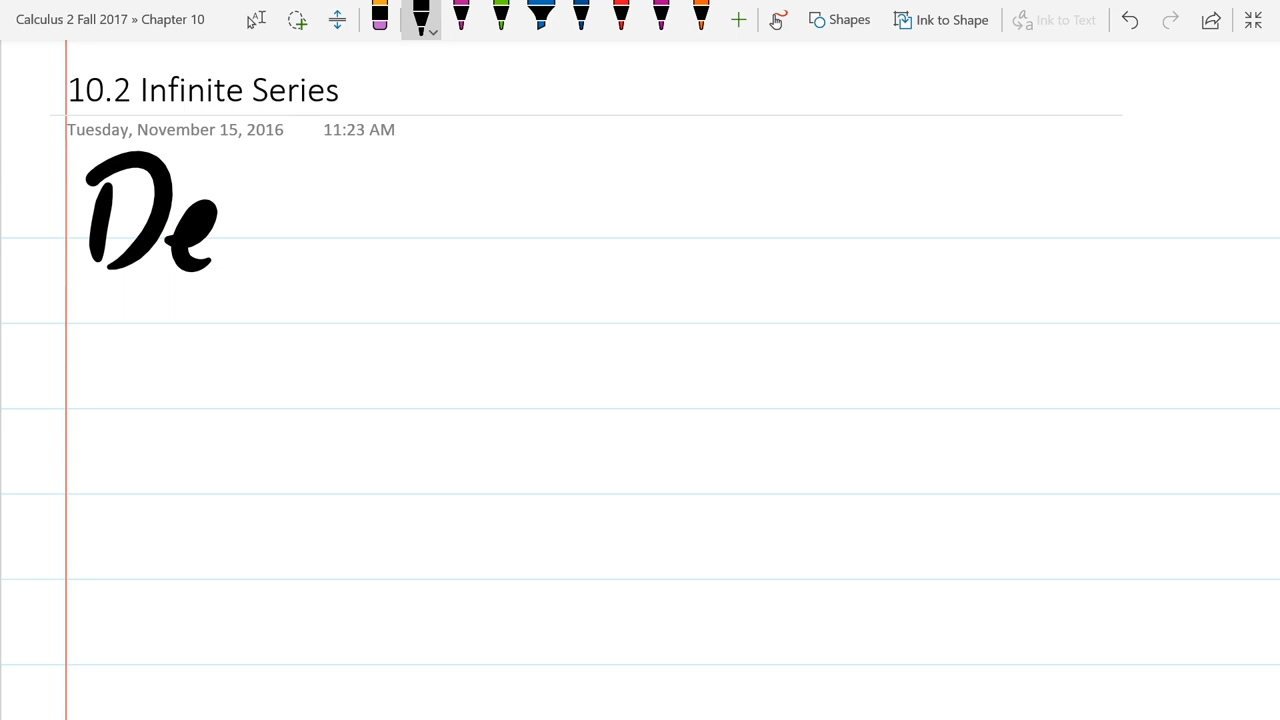 Calculus 2 Fall 2017 » Chapter 10 Shapes Ink to Shape Ink to Text
10.2 Infinite Series
Tuesday, November 15, 2016 11:23 AM
De